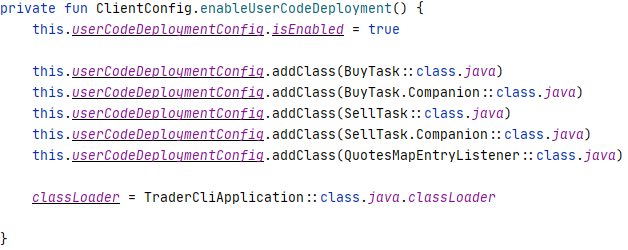 private fun ClientConfig.enableUserCodeDeployment() {
    this.userCodeDeploymentConfig.isEnabled = true

    this.userCodeDeploymentConfig.addClass(BuyTask::class.java)
    this.userCodeDeploymentConfig.addClass(BuyTask.Companion::class.java)
    this.userCodeDeploymentConfig.addClass(SellTask::class.java)
    this.userCodeDeploymentConfig.addClass(SellTask.Companion::class.java)
    this.userCodeDeploymentConfig.addClass(QuotesMapEntryListener::class.java)

    classLoader = TraderCliApplication::class.java.classLoader

}